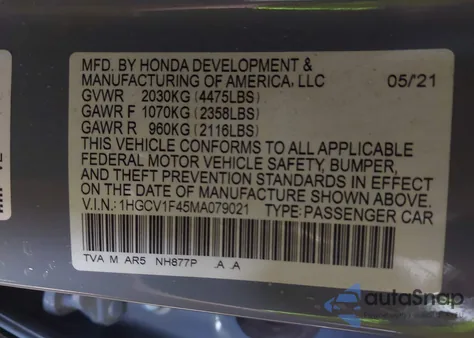 MFD. BY HONDA DEVELOPMENT &
MANUFACTURING OF AMERICA, LLC 05/'21
GVWR 2030KG (4475LBS)
GAWR F 1070KG (2358LBS)
GAWR R 960KG (2116LBS)
THIS VEHICLE CONFORMS TO ALL APPLICABLE
FEDERAL MOTOR VEHICLE SAFETY, BUMPER,
AND THEFT PREVENTION STANDARDS IN EFFECT
ON THE DATE OF MANUFACTURE SHOWN ABOVE.
V.I.N.: 1HGCV1F45MA079021 TYPE: PASSENGER CAR
TVA M AR5 NH877P .A .A
autoSnap